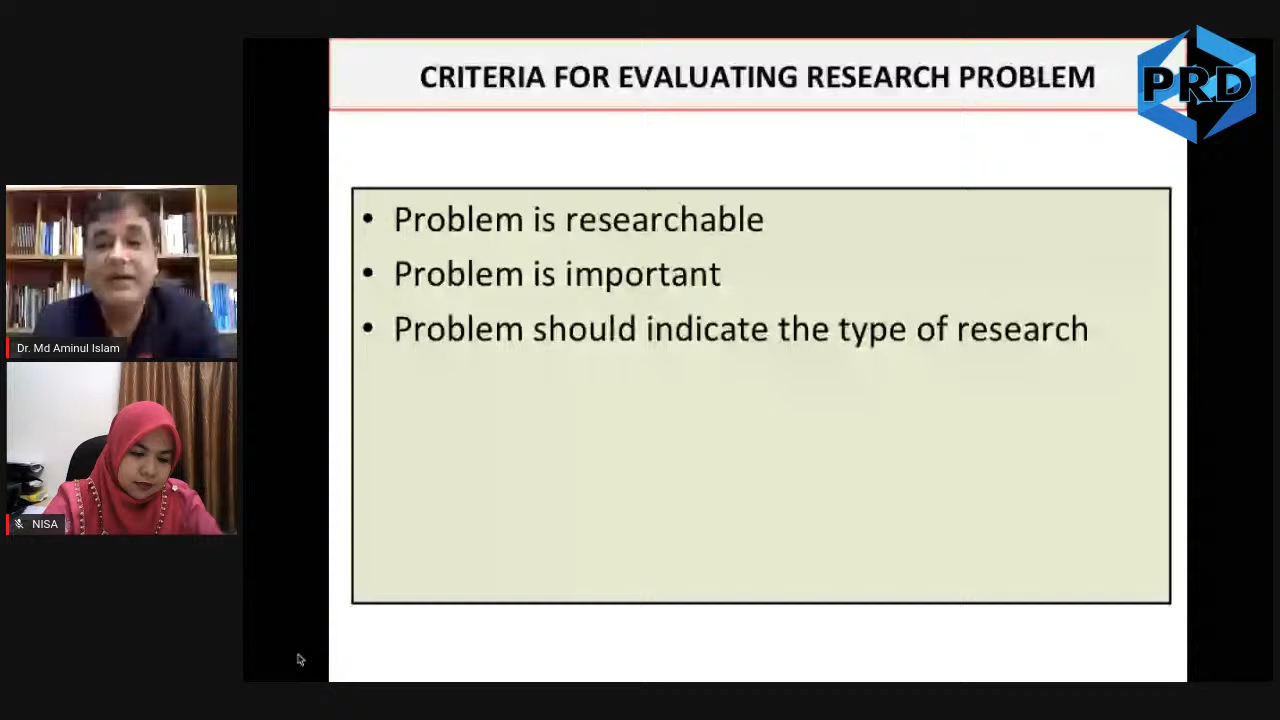 CRITERIA FOR EVALUATING RESEARCH PROBLEM
PRD
• Problem is researchable
• Problem is important
• Problem should indicate the type of research
Dr. Md Aminul Islam
NISA